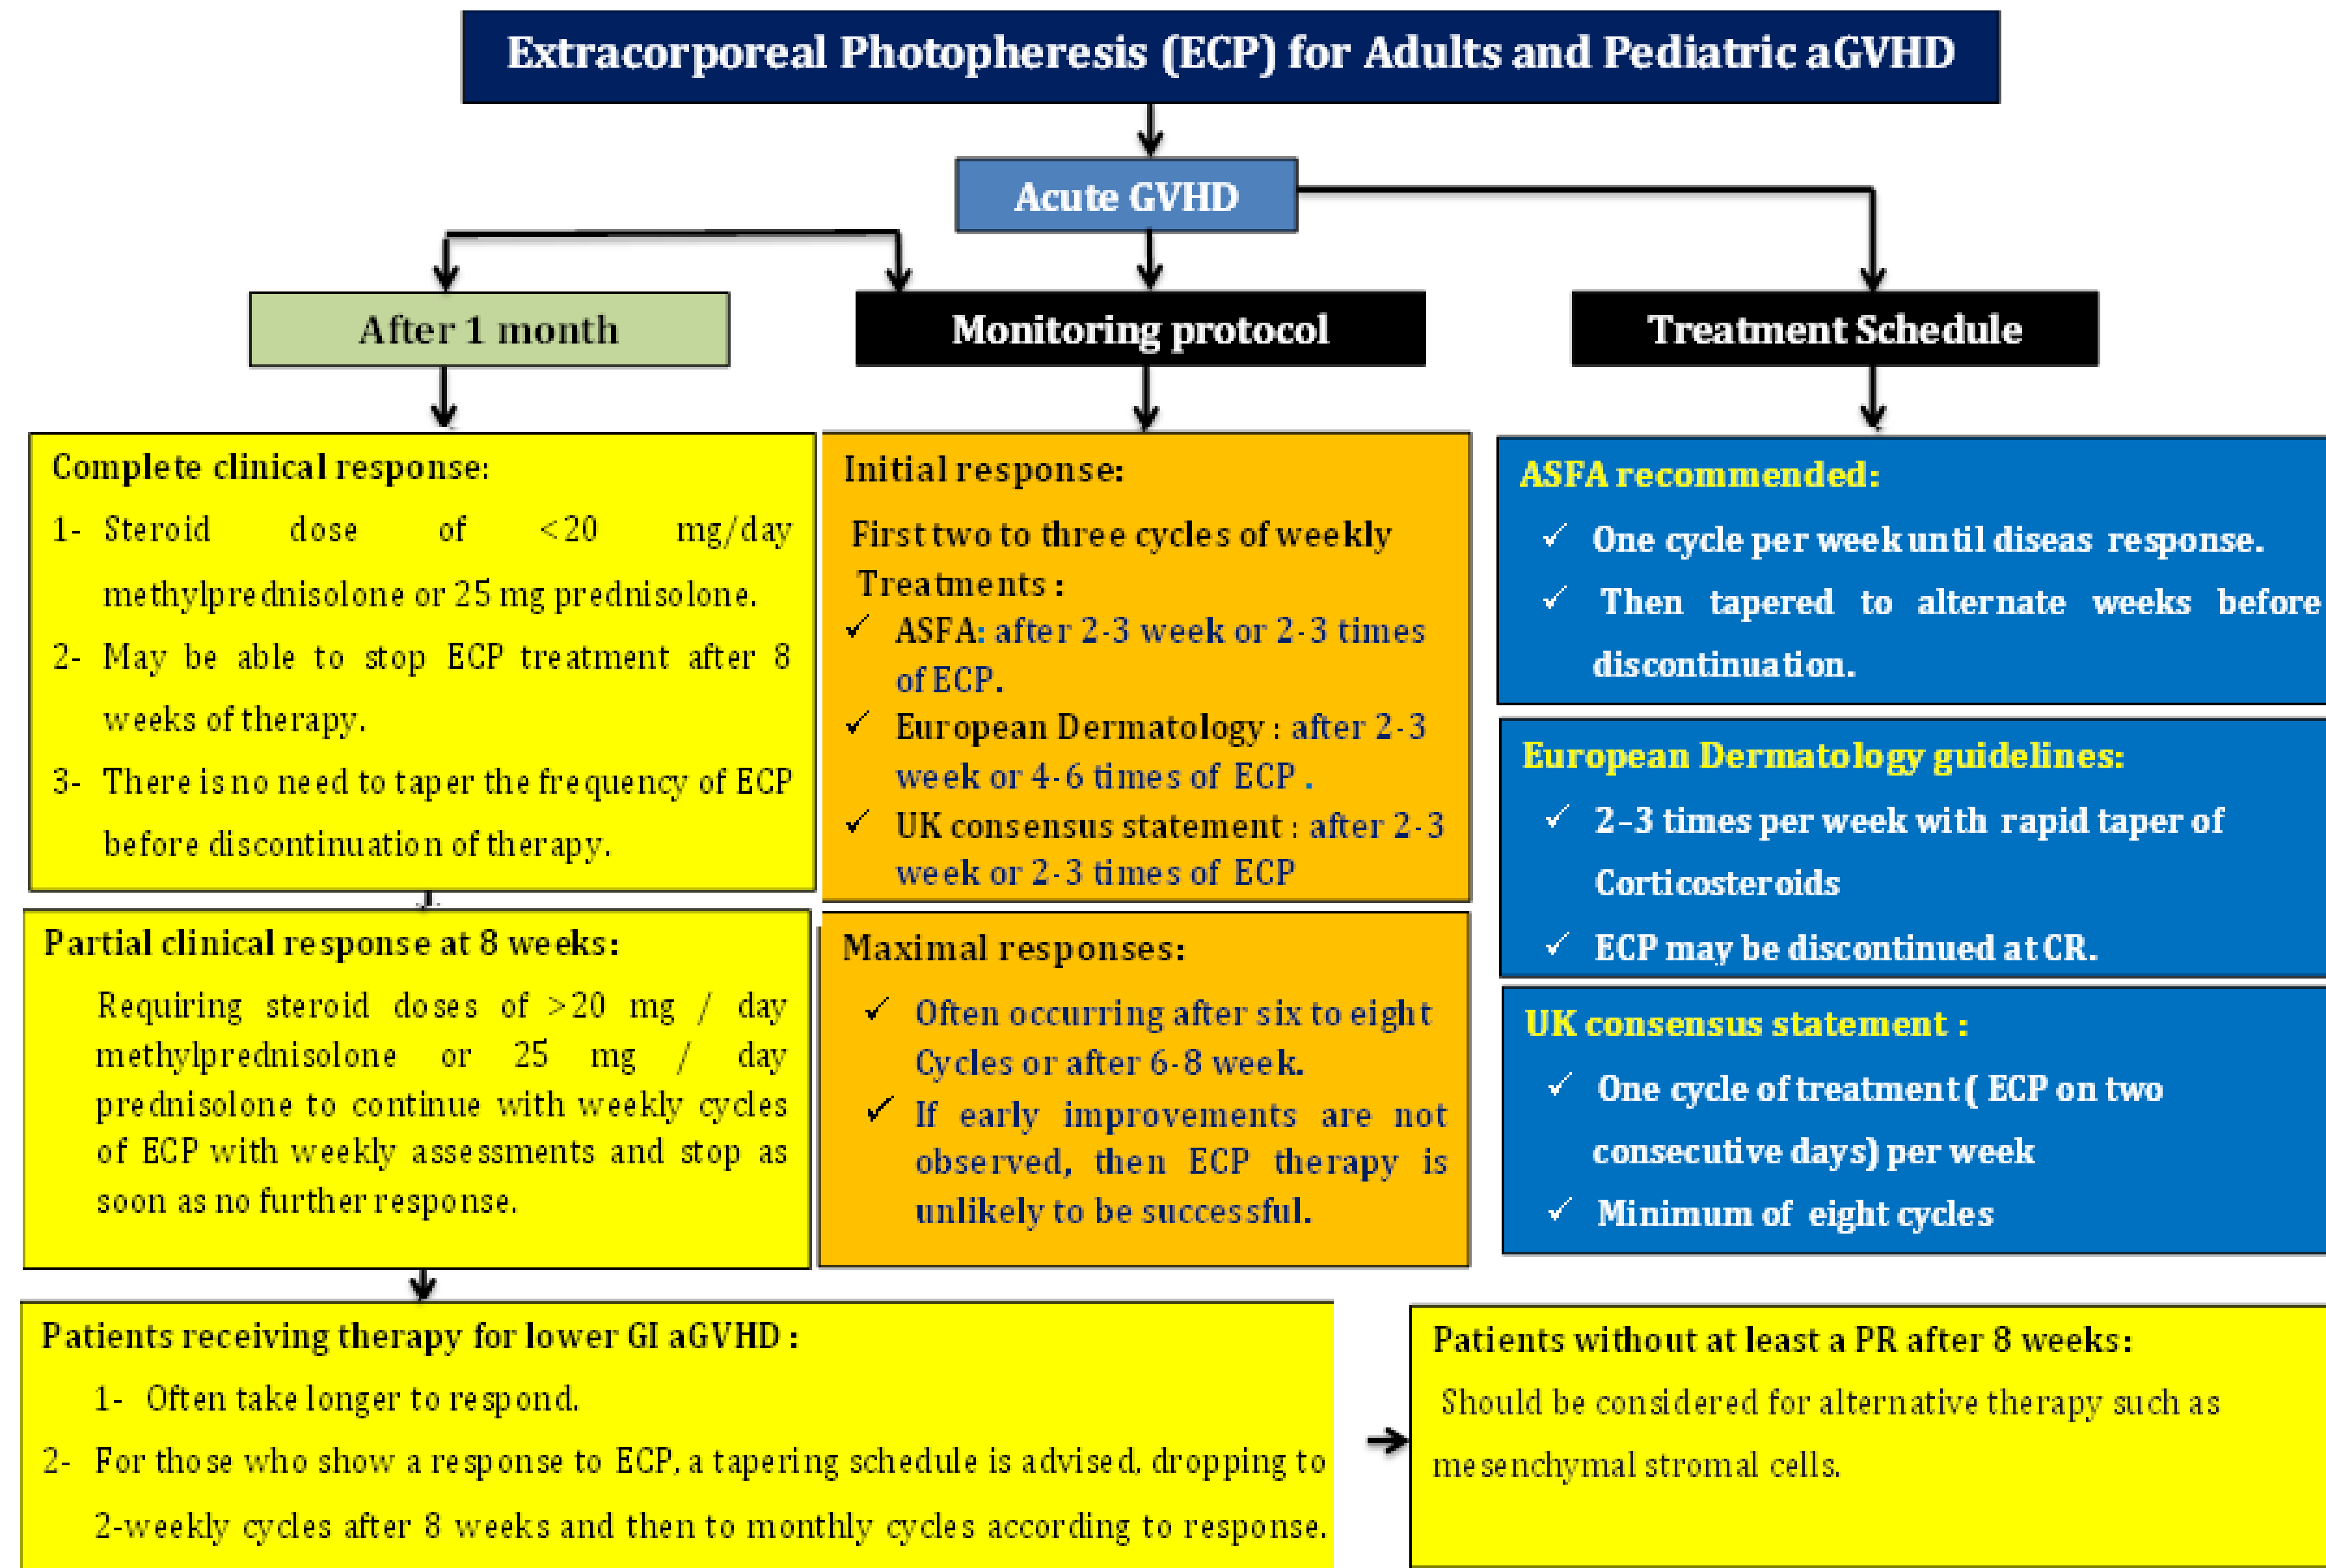 Extracorporeal Photopheresis (ECP) for Adults and Pediatric aGVHD
Acute GVHD
After 1 month
Monitoring protocol
Treatment Schedule
Complete clinical response:
1- Steroid dose of <20 mg/day
methylprednisolone or 25 mg prednisolone.
2- May be able to stop ECP treatment after 8
weeks of therapy.
3- There is no need to taper the frequency of ECP
before discontinuation of therapy.
Partial clinical response at 8 weeks:
Requiring steroid doses of >20 mg / day
methylprednisolone or 25 mg / day
prednisolone to continue with weekly cycles
of ECP with weekly assessments and stop as
soon as no further response.
Initial response:
First two to three cycles of weekly
Treatments :
✓ ASFA: after 2-3 week or 2-3 times
of ECP.
✓ European Dermatology : after 2-3
week or 4-6 times of ECP .
✓ UK consensus statement : after 2-3
week or 2-3 times of ECP
Maximal responses:
✓ Often occurring after six to eight
Cycles or after 6-8 week.
✓ If early improvements are not
observed, then ECP therapy is
unlikely to be successful.
ASFA recommended:
✓ One cycle per week until diseas response.
✓ Then tapered to alternate weeks before
discontinuation.
European Dermatology guidelines:
✓ 2–3 times per week with rapid taper of
Corticosteroids
✓ ECP may be discontinued at CR.
UK consensus statement :
✓ One cycle of treatment ( ECP on two
consecutive days) per week
✓ Minimum of eight cycles
Patients receiving therapy for lower GI aGVHD :
1- Often take longer to respond.
2- For those who show a response to ECP, a tapering schedule is advised, dropping to
2-weekly cycles after 8 weeks and then to monthly cycles according to response.
Patients without at least a PR after 8 weeks:
Should be considered for alternative therapy such as
mesenchymal stromal cells.